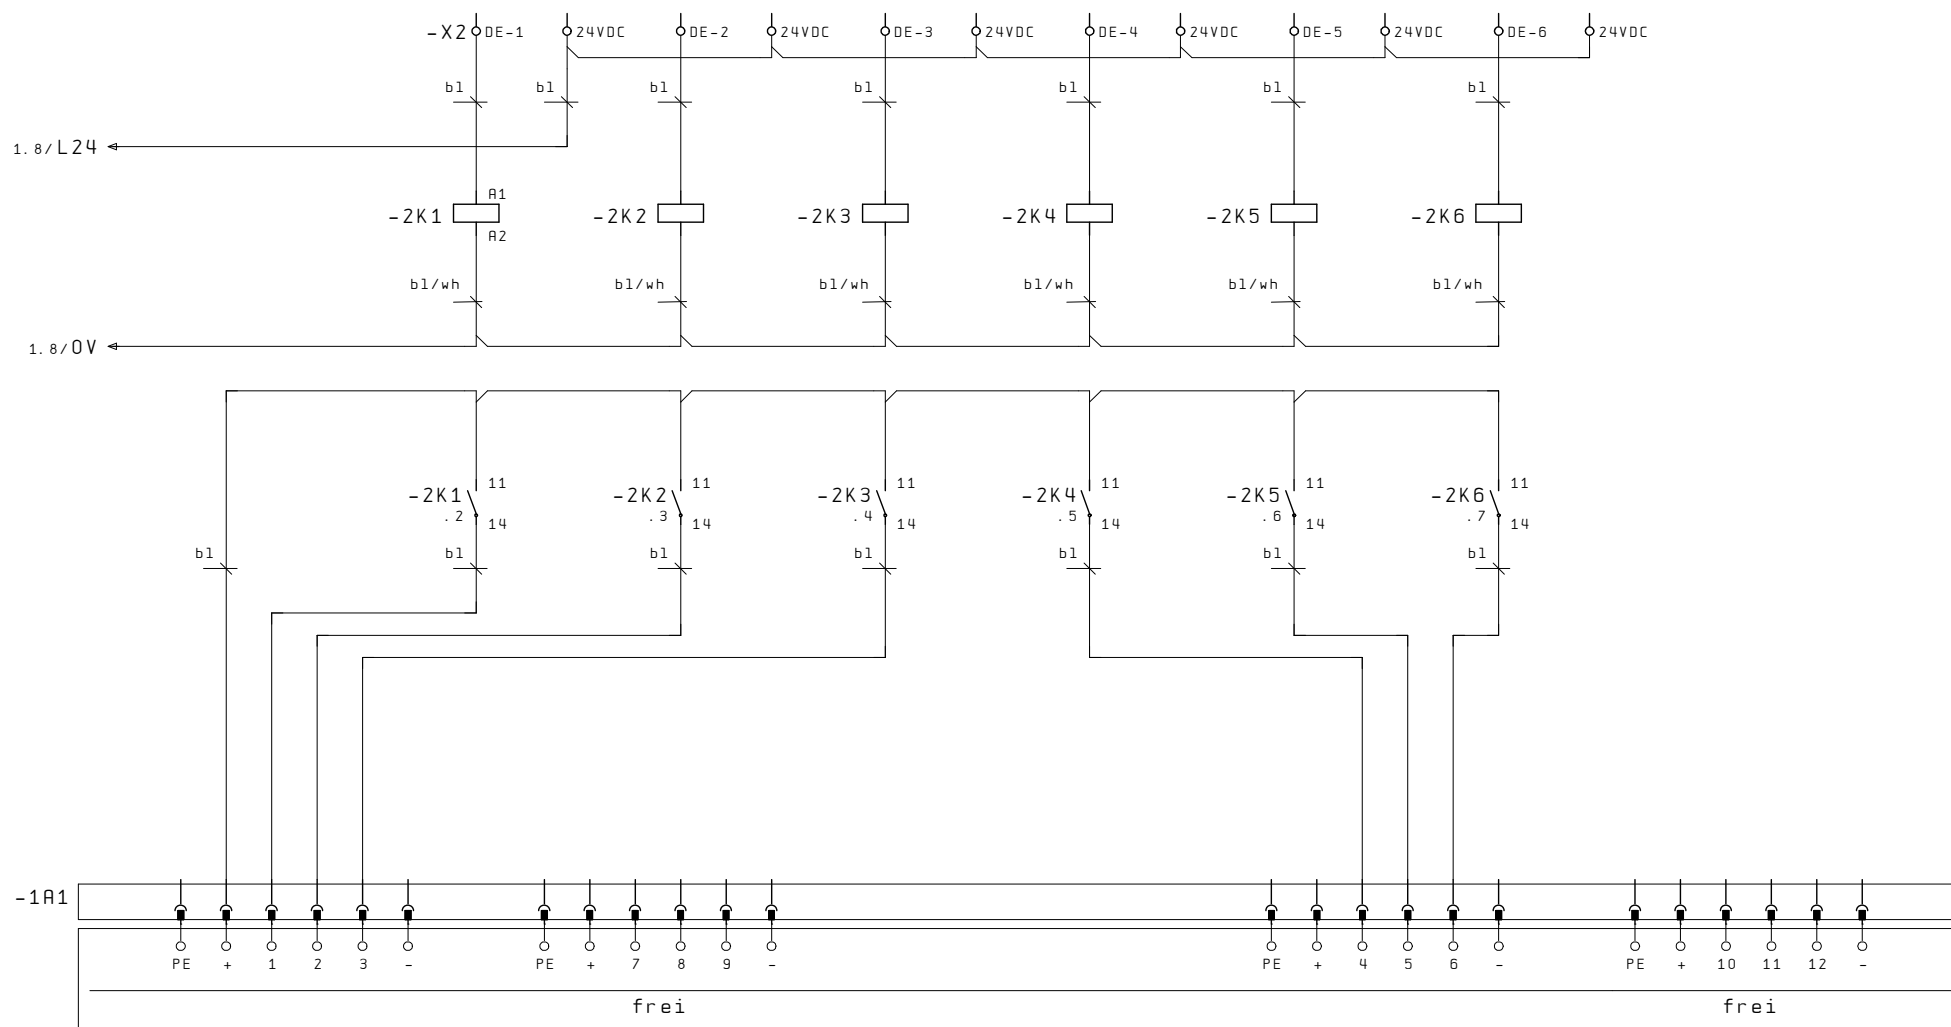 -X2 DE-1 24VDC DE-2 24VDC DE-3 24VDC DE-4 24VDC DE-5 24VDC DE-6 24VDC
bl bl bl bl bl bl bl
1.8/L24
A1
-2K1 -2K2 -2K3 -2K4 -2K5 -2K6
A2
bl/wh bl/wh bl/wh bl/wh bl/wh bl/wh
1.8/0V
11 11 11 11 11 11
-2K1 -2K2 -2K3 -2K4 -2K5 -2K6
.2 .3 .4 .5 .6 .7
14 14 14 14 14 14
bl bl bl bl bl bl bl
-1A1
PE + 1 2 3 - PE + 7 8 9 - PE + 4 5 6 - PE + 10 11 12 -
frei frei